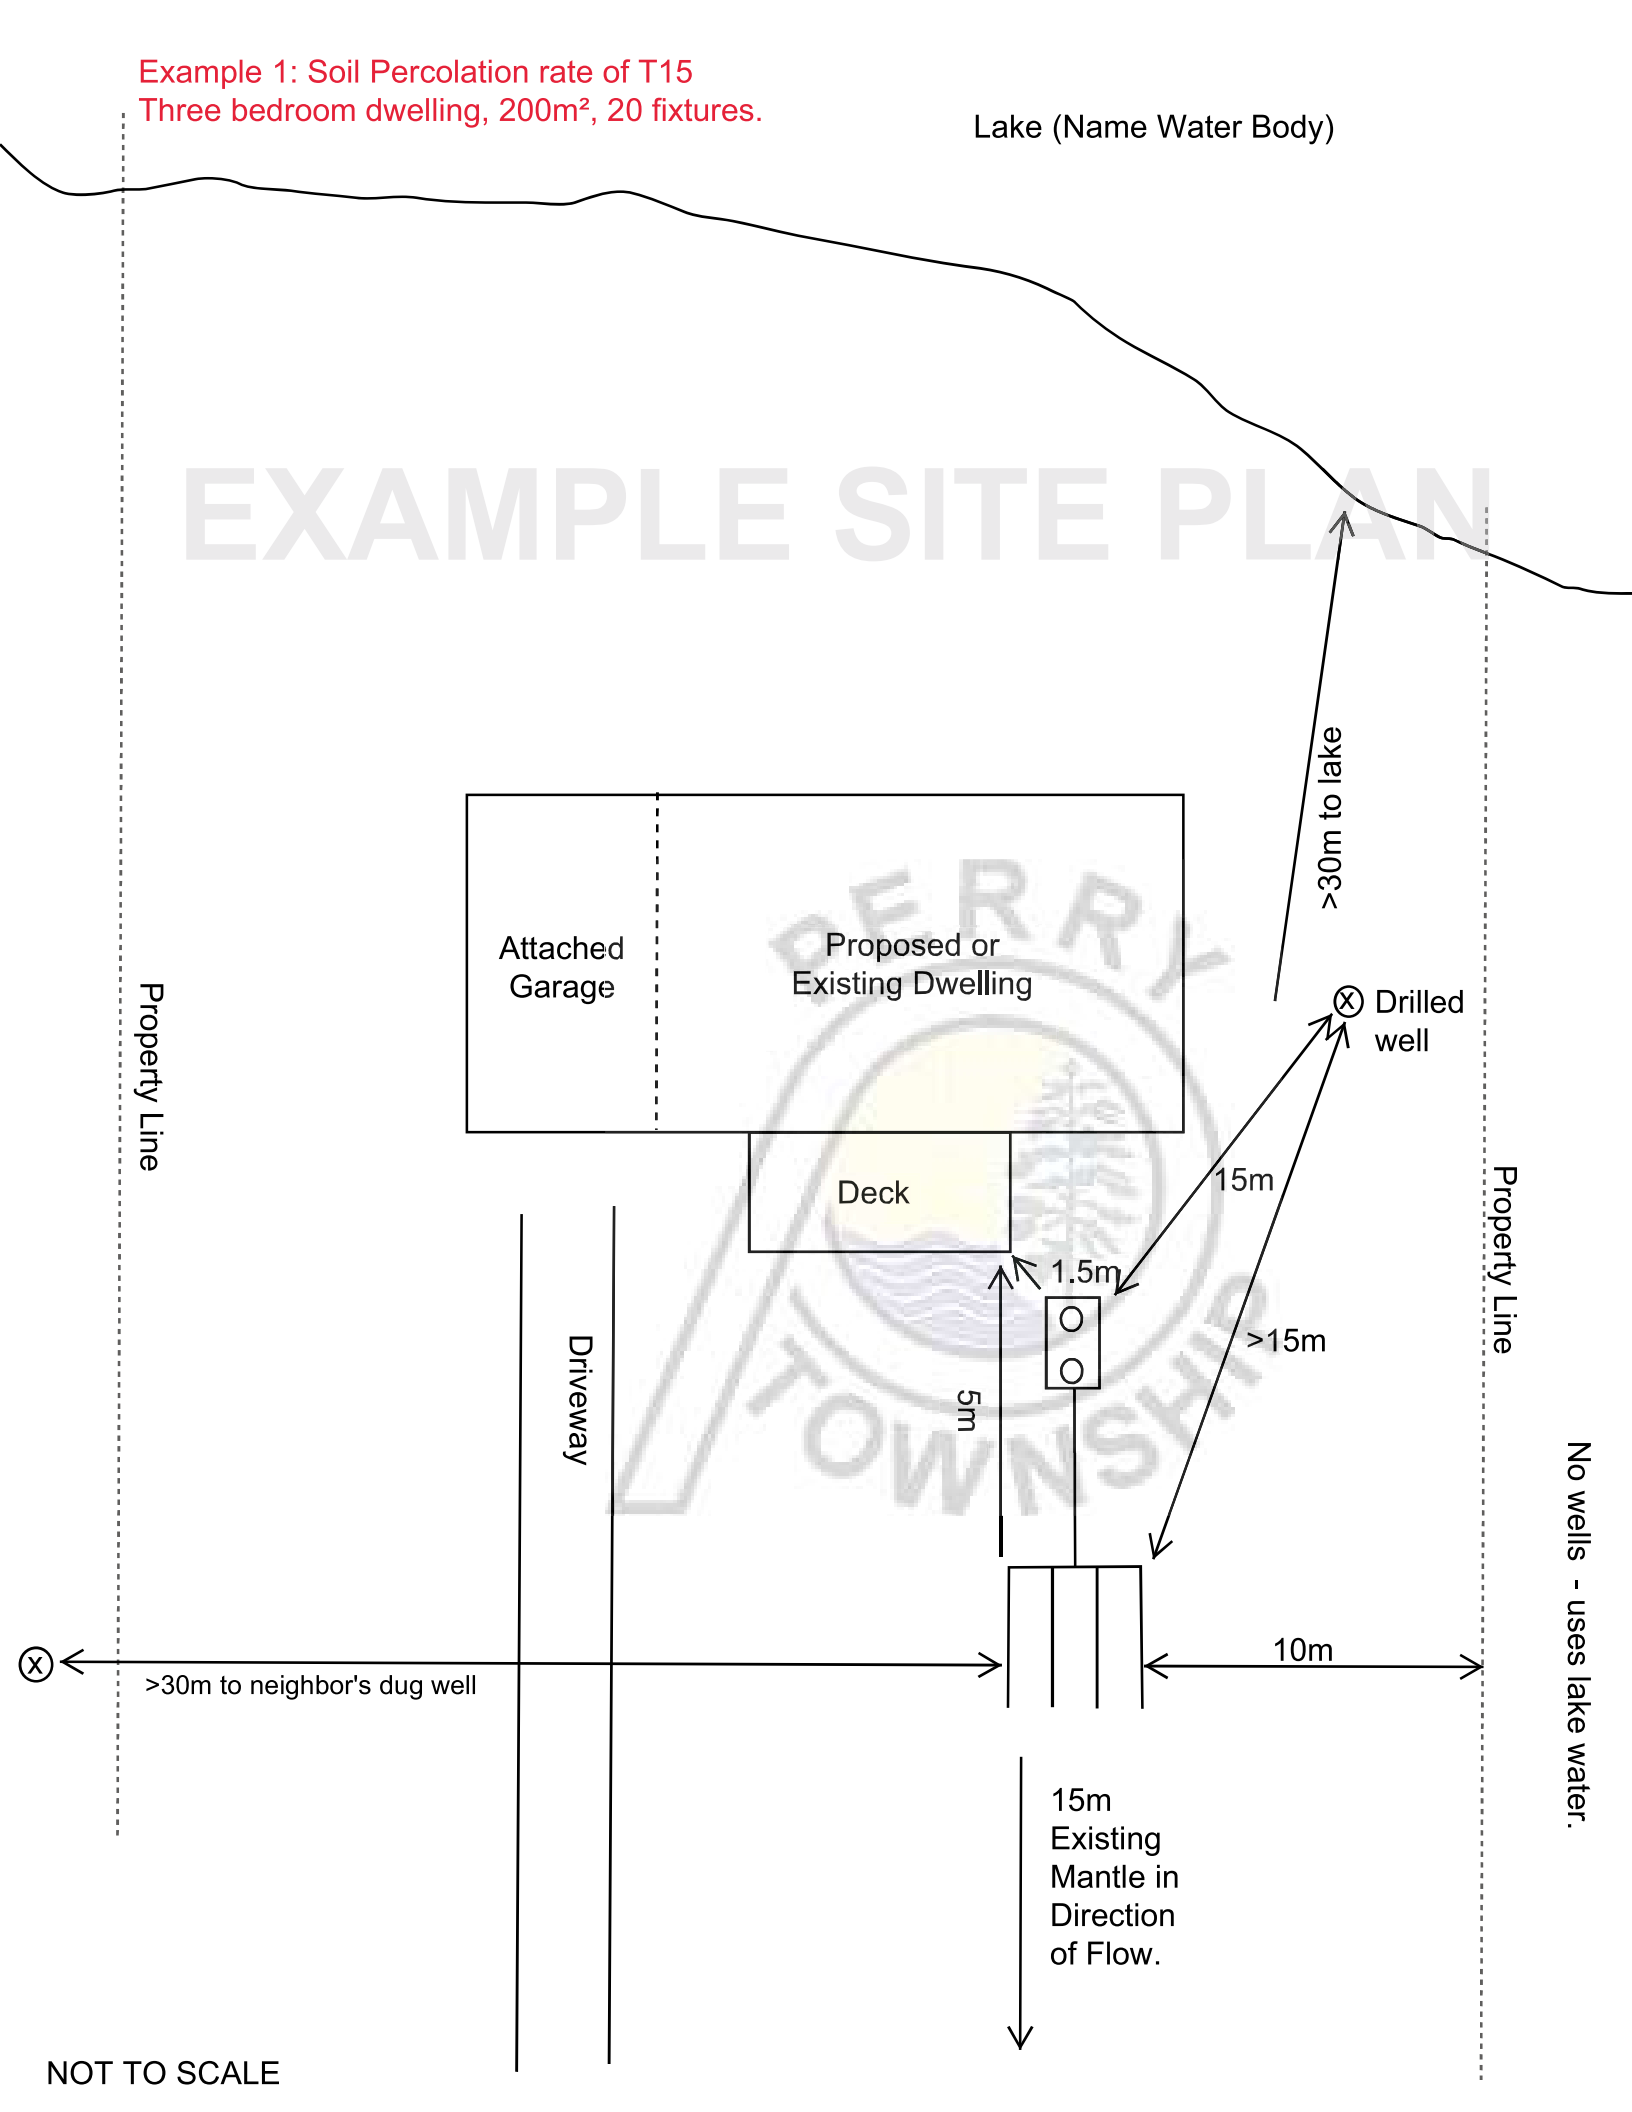 Example 1: Soil Percolation rate of T15
Three bedroom dwelling, 200m², 20 fixtures.
Lake (Name Water Body)
EXAMPLE SITE PLAN
>30m to lake
PERRY
Attached
Garage
Proposed or
Existing Dwelling
Property Line
X
Drilled
well
Deck
15m
Property Line
1.5m
>15m
Driveway
5m
TOWNSHIP
No wells - uses lake water.
X
>30m to neighbor's dug well
10m
15m
Existing
Mantle in
Direction
of Flow.
NOT TO SCALE